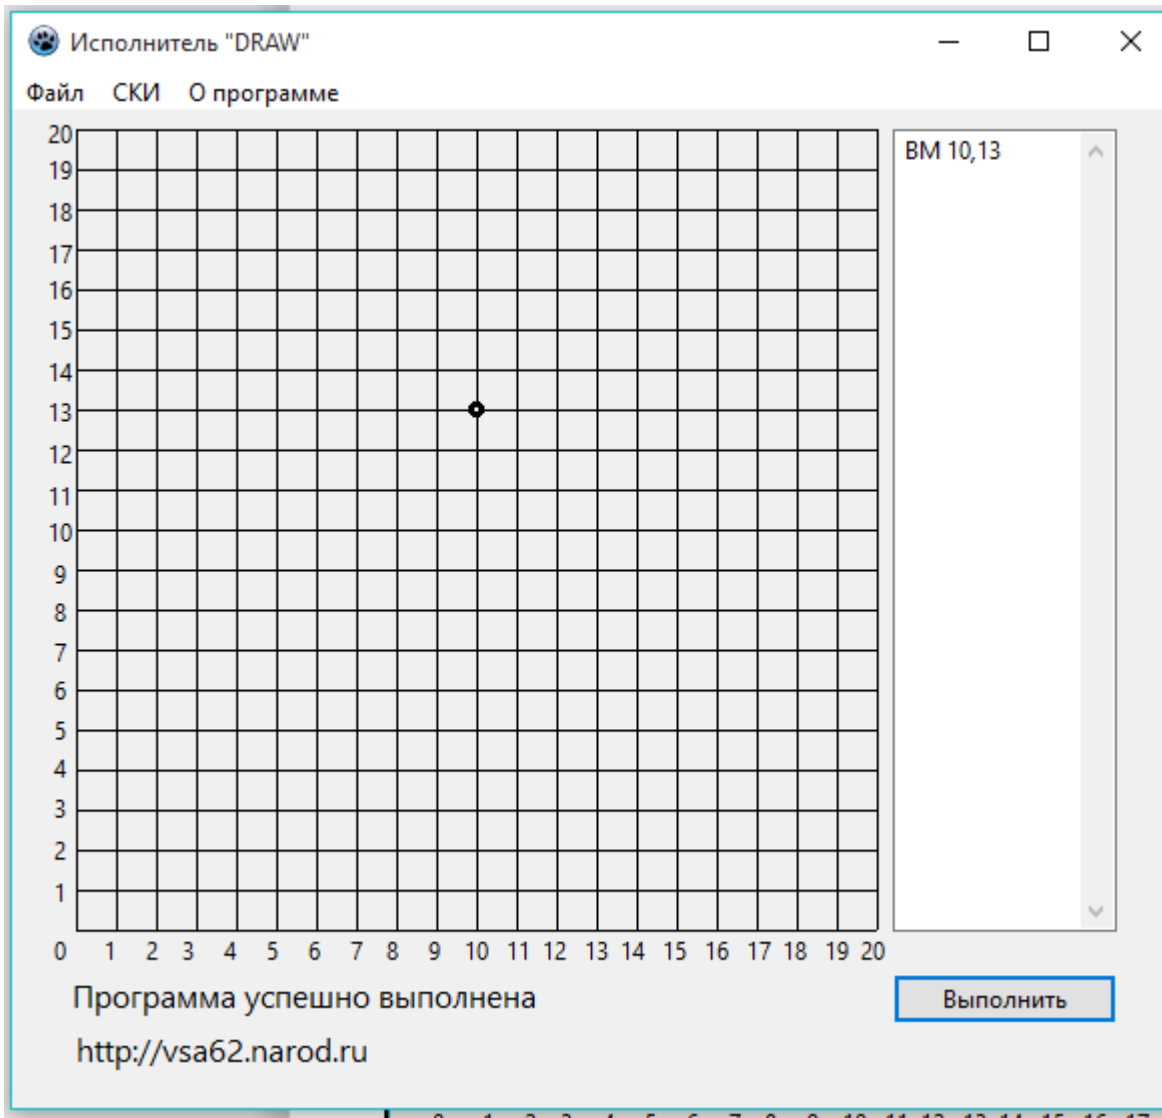 Исполнитель "DRAW"
Файл СКИ О программе
20
19
18
17
16
15
14
13
12
11
10
9
8
7
6
5
4
3
2
1
0 1 2 3 4 5 6 7 8 9 10 11 12 13 14 15 16 17 18 19 20
BM 10,13
Программа успешно выполнена
Выполнить
http://vsa62.narod.ru